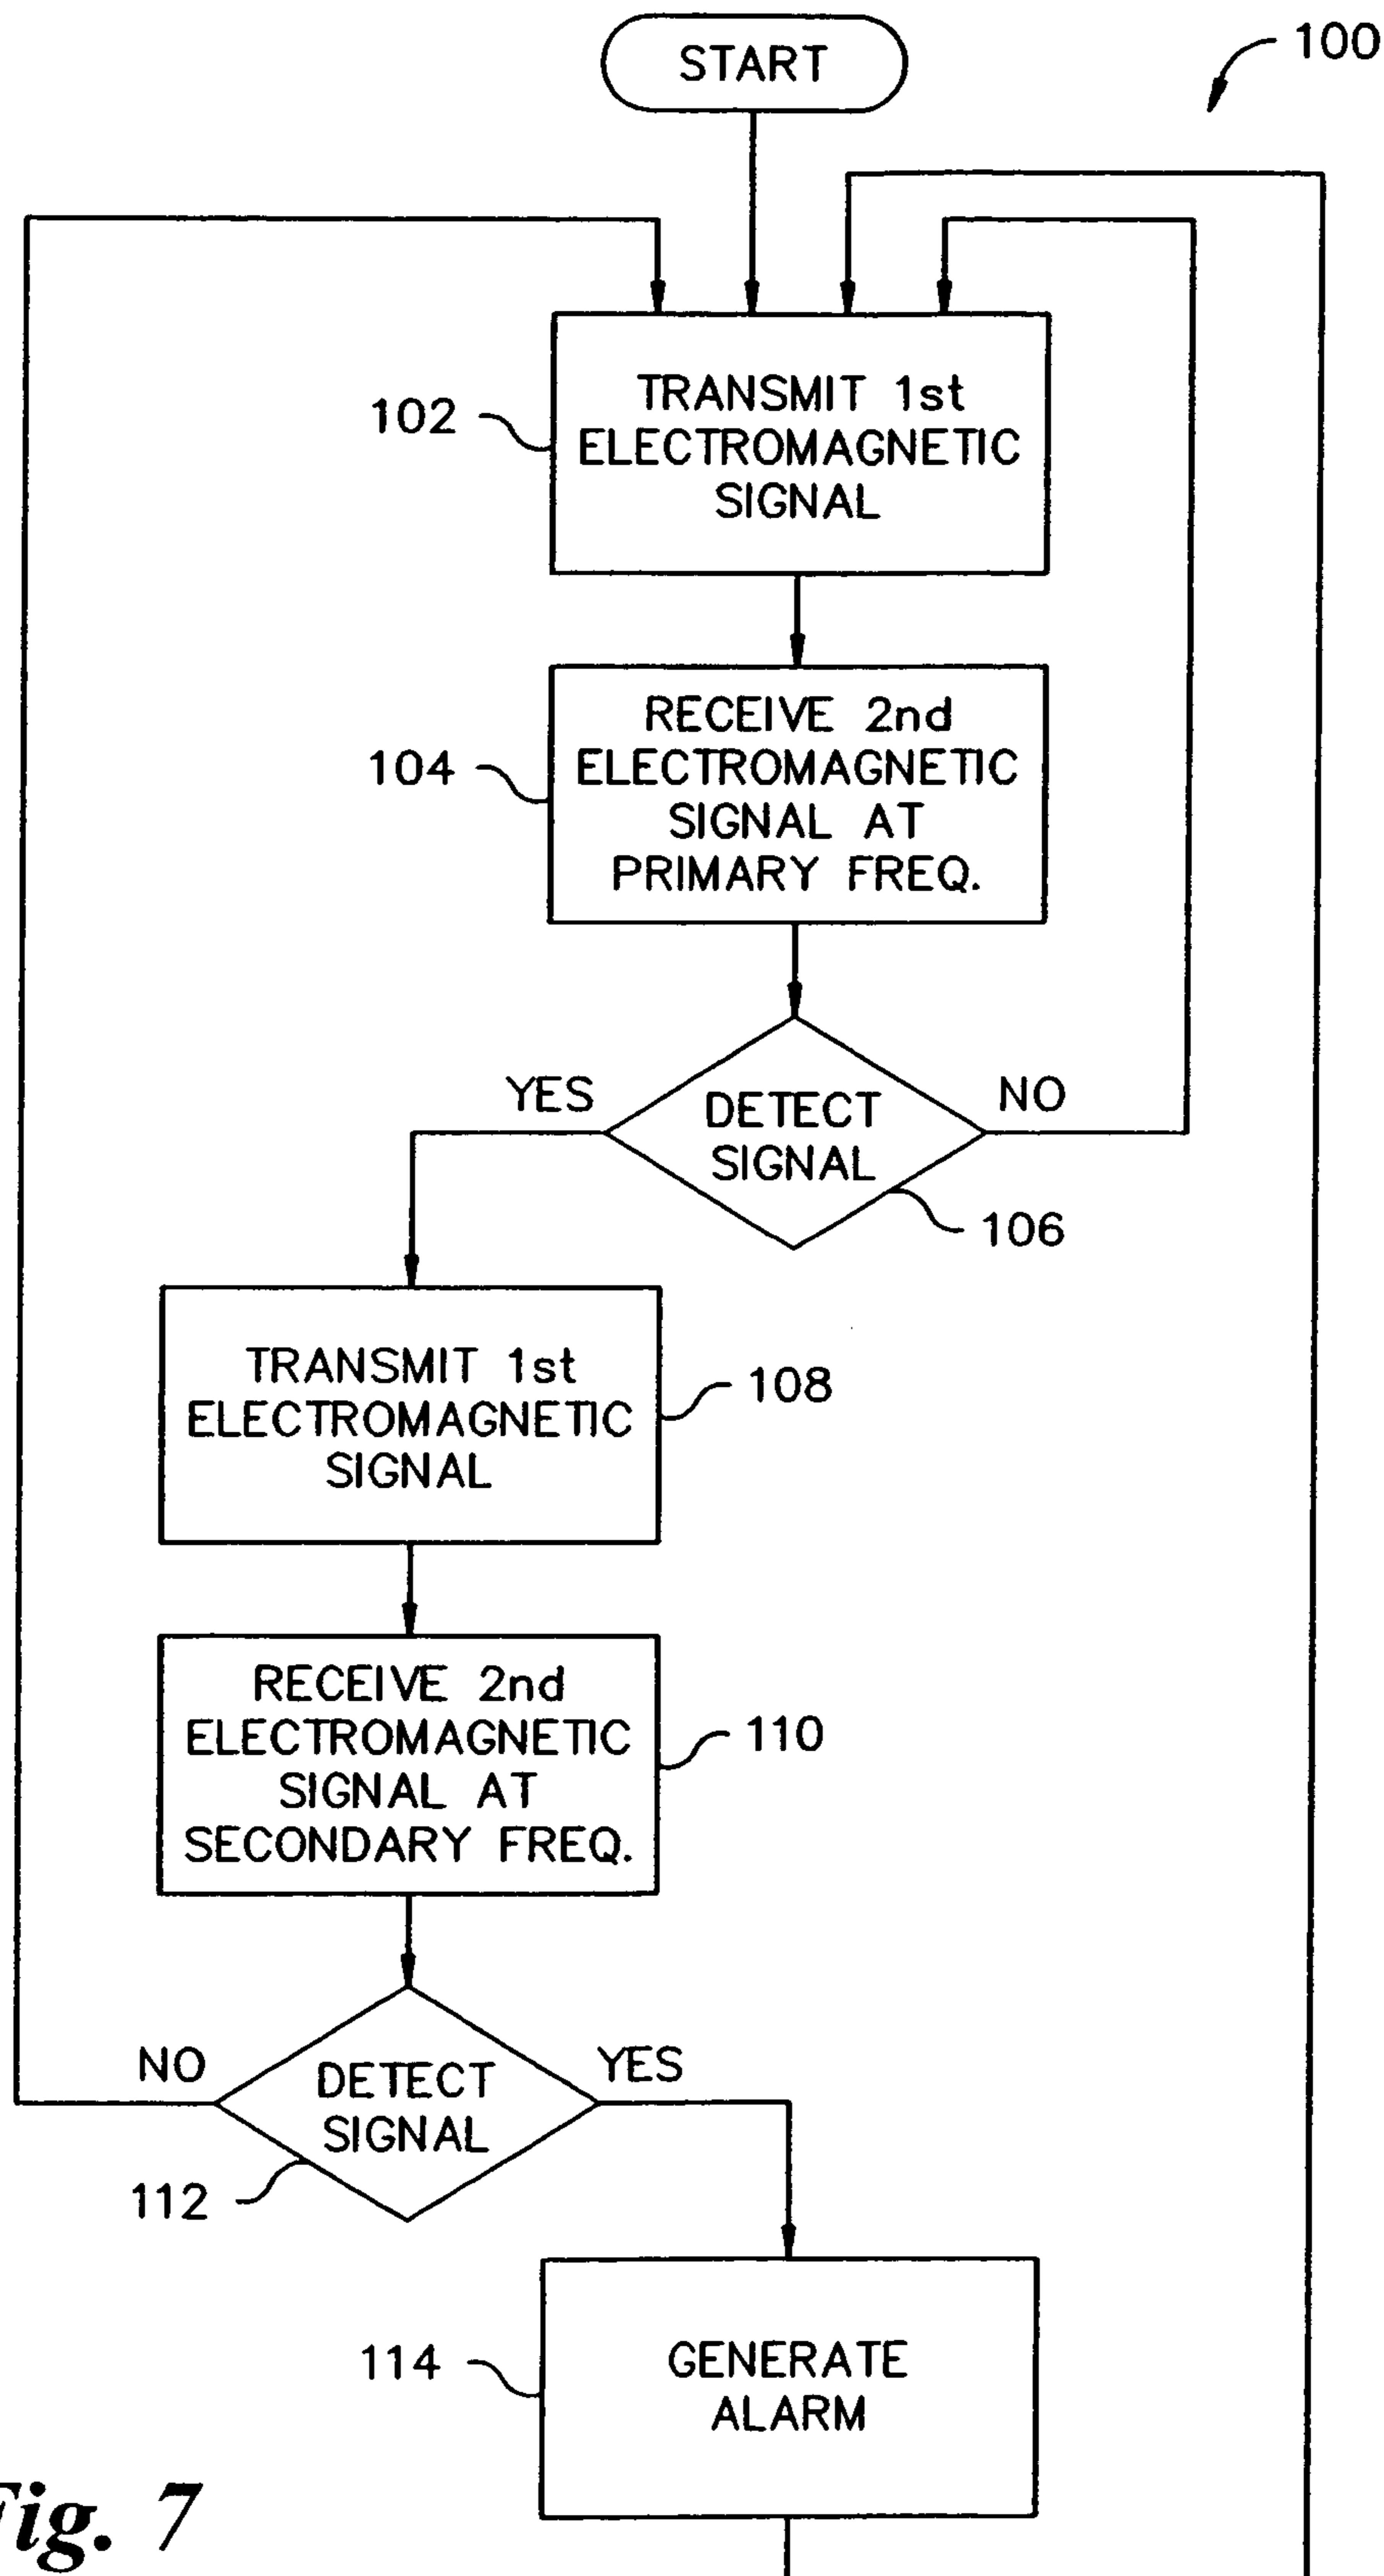 START
100
102
TRANSMIT 1st
ELECTROMAGNETIC
SIGNAL
104
RECEIVE 2nd
ELECTROMAGNETIC
SIGNAL AT
PRIMARY FREQ.
YES
DETECT
SIGNAL
NO
106
TRANSMIT 1st
ELECTROMAGNETIC
SIGNAL
108
RECEIVE 2nd
ELECTROMAGNETIC
SIGNAL AT
SECONDARY FREQ.
110
NO
DETECT
SIGNAL
YES
112
114
GENERATE
ALARM
Fig. 7